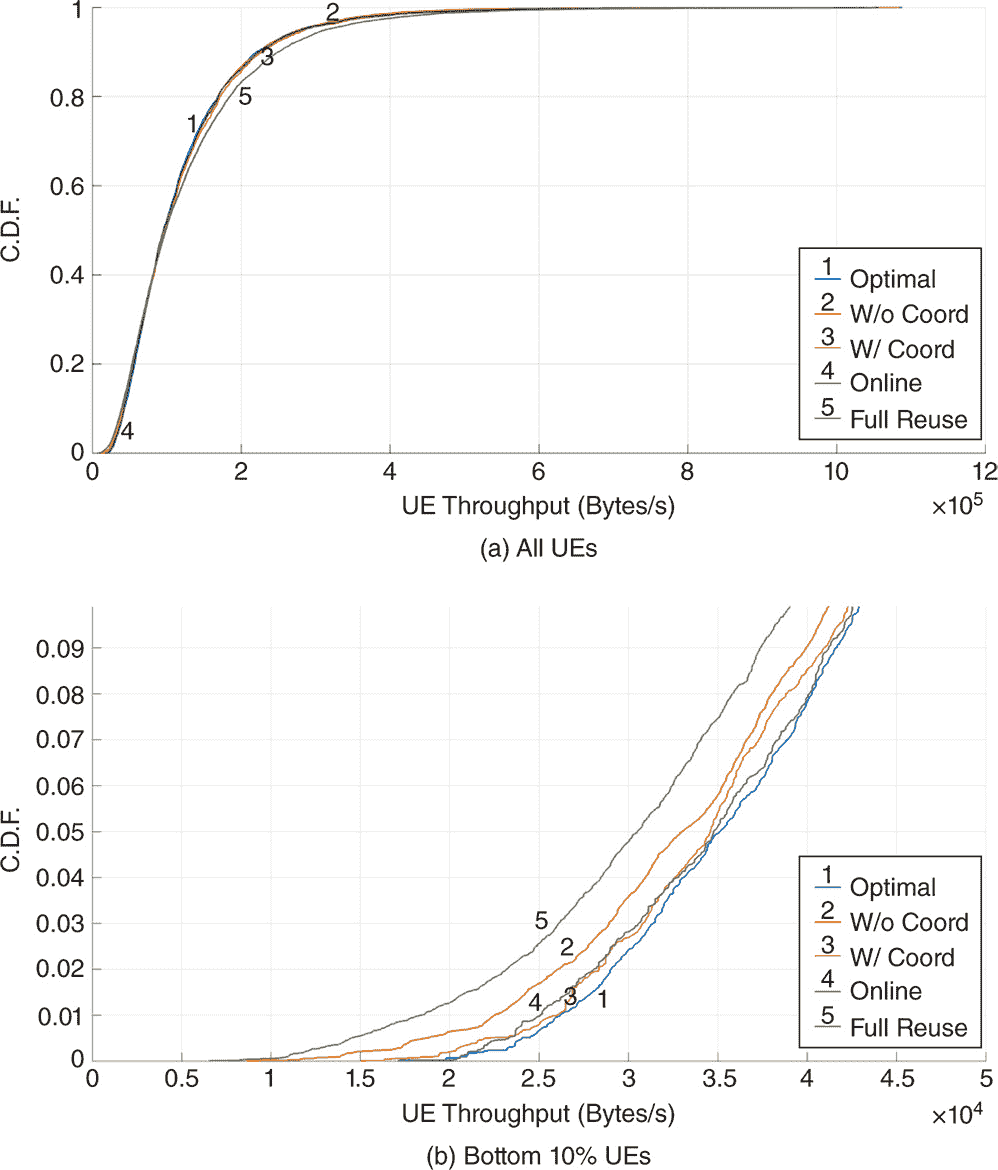 1
0.8
0.6
0.4
0.2
0
C.D.F.
0 2 4 6 8 10 12
UE Throughput (Bytes/s)
×10⁵
1
2
3
4
5
1 Optimal
2 W/o Coord
3 W/ Coord
4 Online
5 Full Reuse
(a) All UEs
0.09
0.08
0.07
0.06
0.05
0.04
0.03
0.02
0.01
0
C.D.F.
0 0.5 1 1.5 2 2.5 3 3.5 4 4.5 5
UE Throughput (Bytes/s)
×10⁴
5
2
4
3
1
1 Optimal
2 W/o Coord
3 W/ Coord
4 Online
5 Full Reuse
(b) Bottom 10% UEs